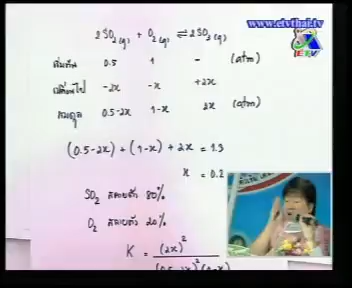 www.etvthai.tv
ETV
2SO₂(g) + O₂(g) ⇌ 2SO₃(g)
เริ่มต้น 0.5 1 - (atm)
เปลี่ยนไป -2x -x +2x
สมดุล 0.5-2x 1-x 2x (atm)
(0.5-2x) + (1-x) + 2x = 1.3
x = 0.2
SO₂ สลายตัว 80%
O₂ สลายตัว 20%
K = (2x)²
(0.5-2x)²(1-x)